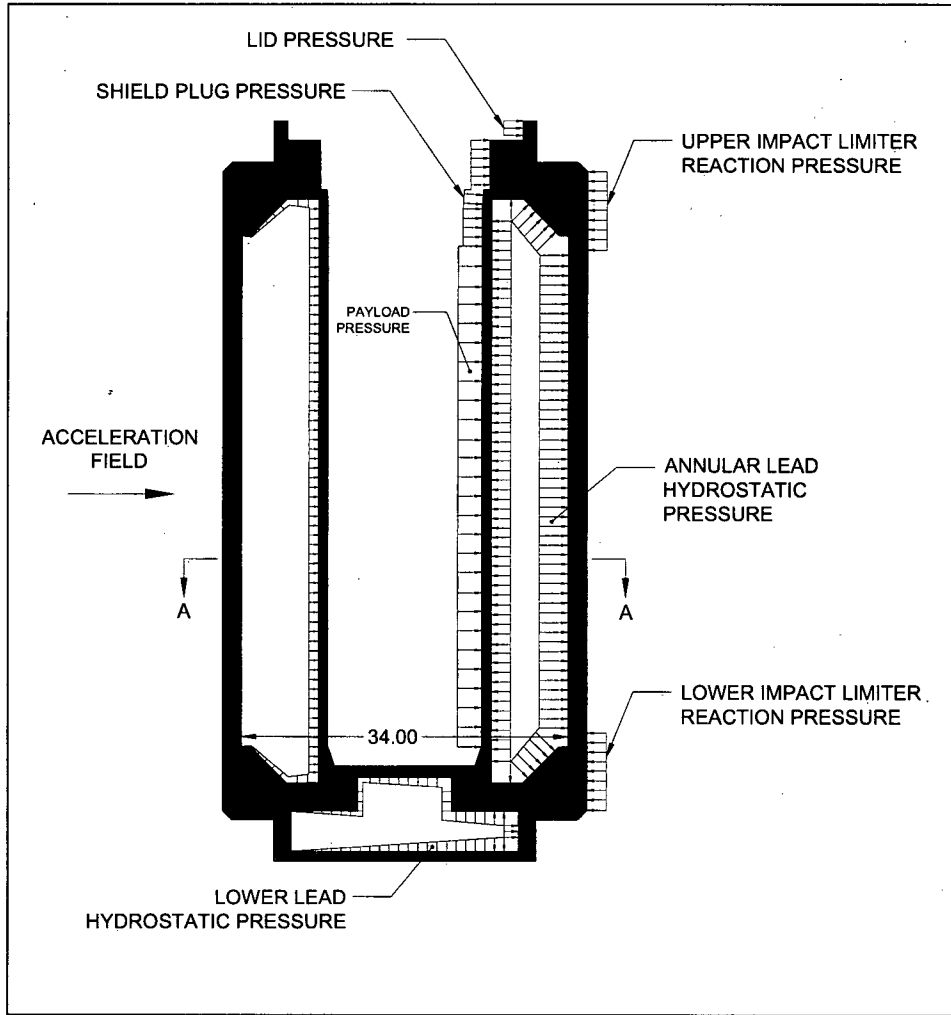 LID PRESSURE
SHIELD PLUG PRESSURE
UPPER IMPACT LIMITER
REACTION PRESSURE
PAYLOAD
PRESSURE
ACCELERATION
FIELD
ANNULAR LEAD
HYDROSTATIC
PRESSURE
A
A
LOWER IMPACT LIMITER
REACTION PRESSURE
34.00
LOWER LEAD
HYDROSTATIC PRESSURE